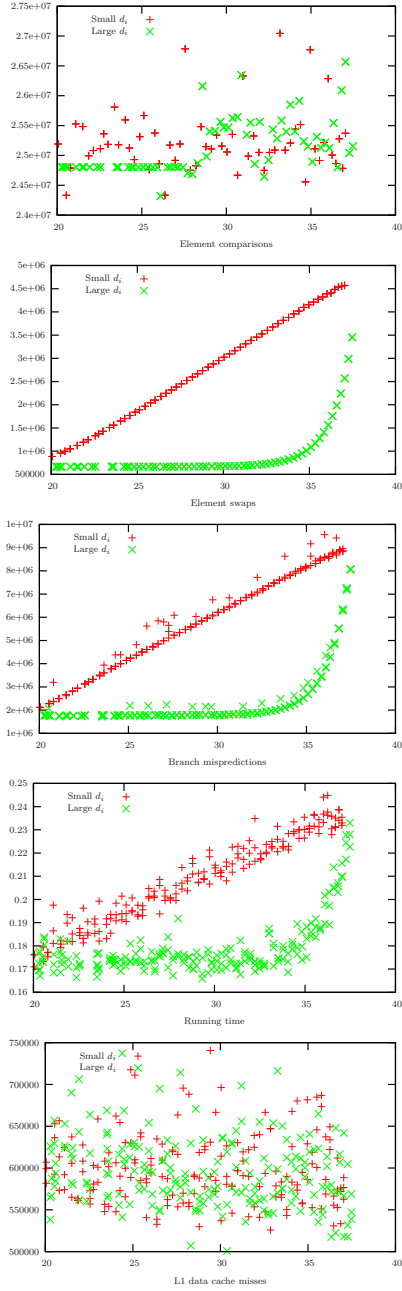 2.75e+07
2.7e+07
2.65e+07
2.6e+07
2.55e+07
2.5e+07
2.45e+07
2.4e+07
Small d_i
Large d_i
20 25 30 35 40
Element comparisons
5e+06
4.5e+06
4e+06
3.5e+06
3e+06
2.5e+06
2e+06
1.5e+06
1e+06
500000
Small d_i
Large d_i
20 25 30 35 40
Element swaps
1e+07
9e+06
8e+06
7e+06
6e+06
5e+06
4e+06
3e+06
2e+06
1e+06
Small d_i
Large d_i
20 25 30 35 40
Branch mispredictions
0.25
0.24
0.23
0.22
0.21
0.2
0.19
0.18
0.17
0.16
Small d_i
Large d_i
20 25 30 35 40
Running time
750000
700000
650000
600000
550000
500000
Small d_i
Large d_i
20 25 30 35 40
L1 data cache misses